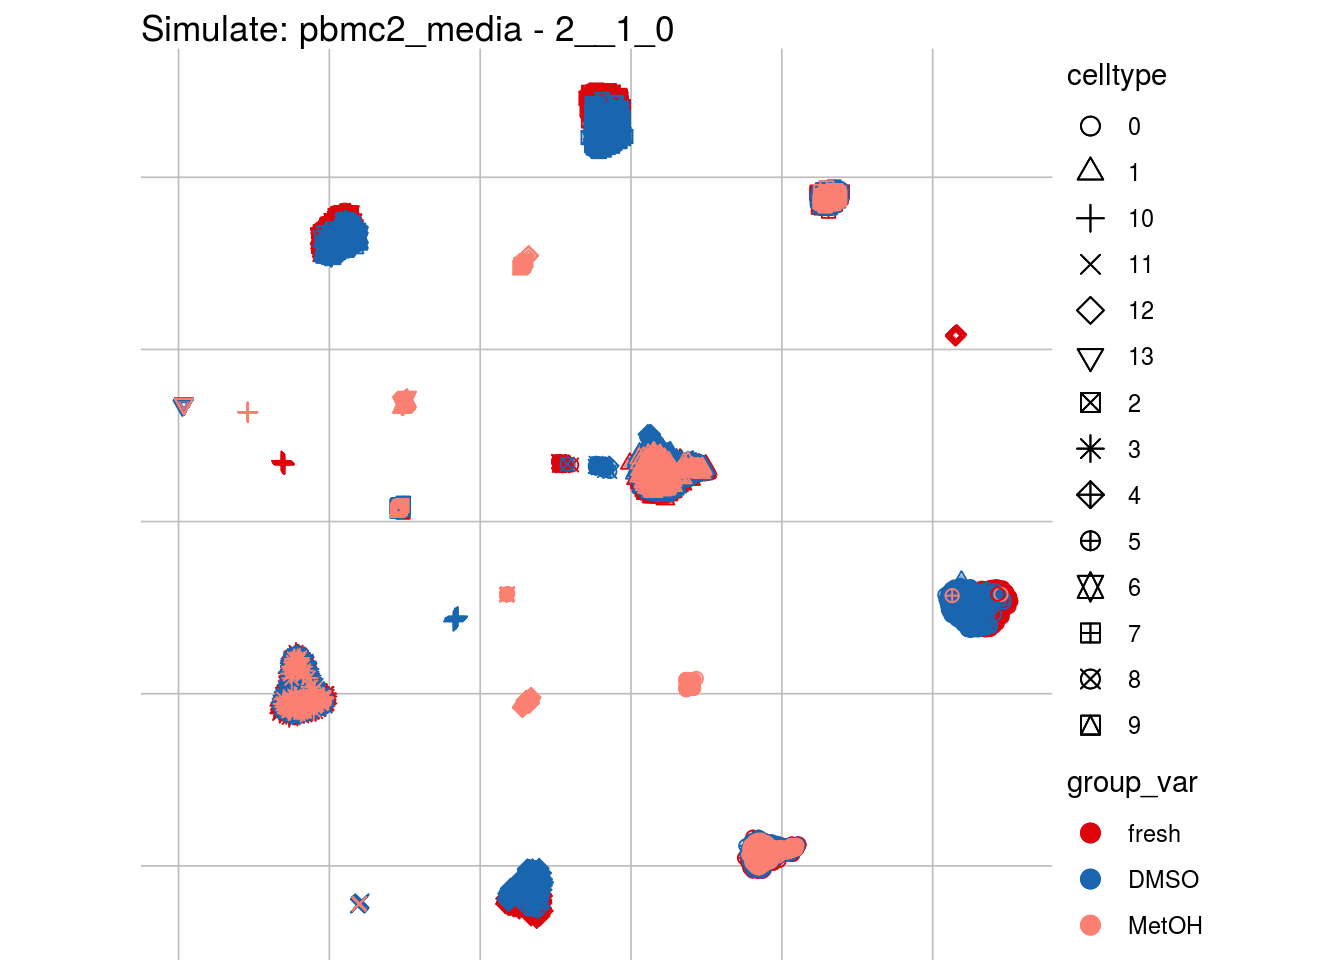 Simulate: pbmc2_media - 2__1_0
celltype
0
1
10
11
12
13
2
3
4
5
6
7
8
9
group_var
fresh
DMSO
MetOH